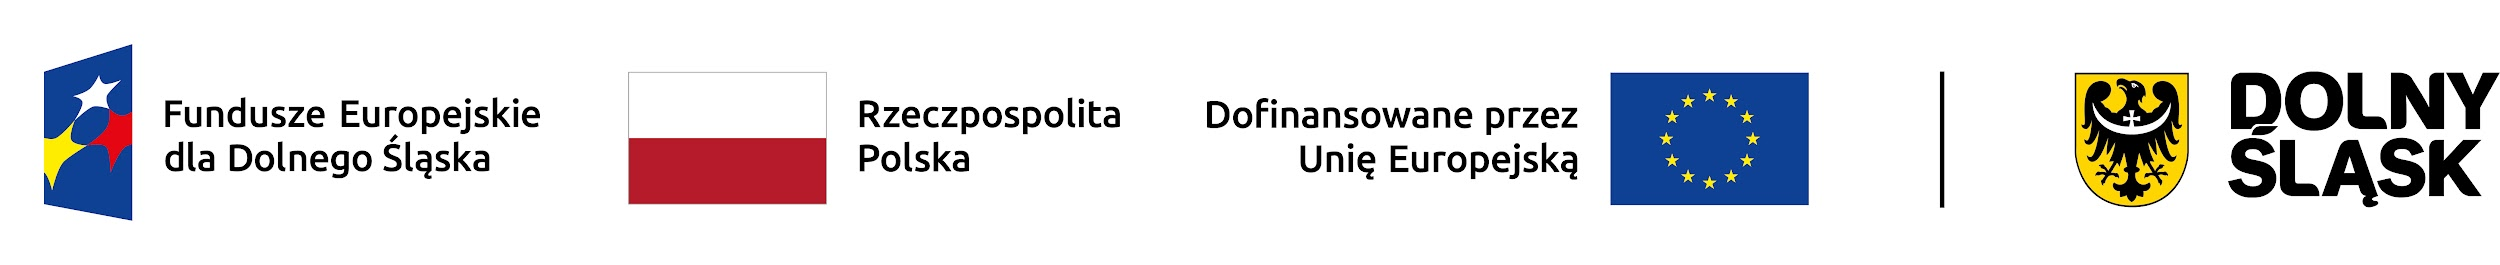 Fundusze Europejskie
dla Dolnego Śląska
Rzeczpospolita
Polska
Dofinansowane przez
Unię Europejską
DOLNY
ŚLĄSK